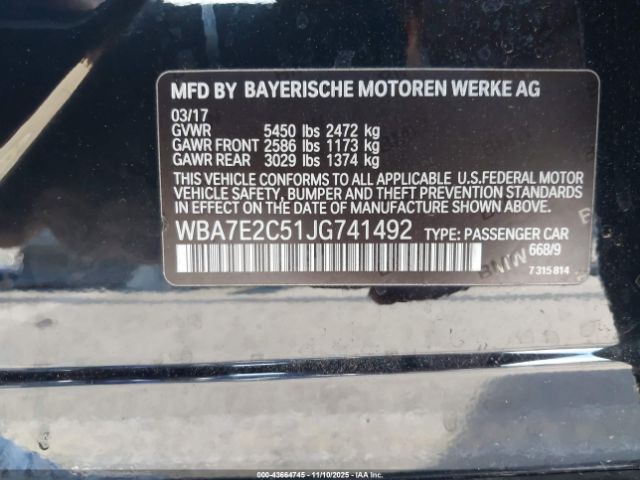 MFD BY BAYERISCHE MOTOREN WERKE AG
03/17
GVWR 5450 lbs 2472 kg
GAWR FRONT 2586 lbs 1173 kg
GAWR REAR 3029 lbs 1374 kg
THIS VEHICLE CONFORMS TO ALL APPLICABLE U.S.FEDERAL MOTOR
VEHICLE SAFETY, BUMPER AND THEFT PREVENTION STANDARDS
IN EFFECT ON THE DATE OF MANUFACTURE SHOWN ABOVE.
WBA7E2C51JG741492 TYPE: PASSENGER CAR
668/9
7 315 814
000-43664745 - 11/10/2025 - IAA Corp.